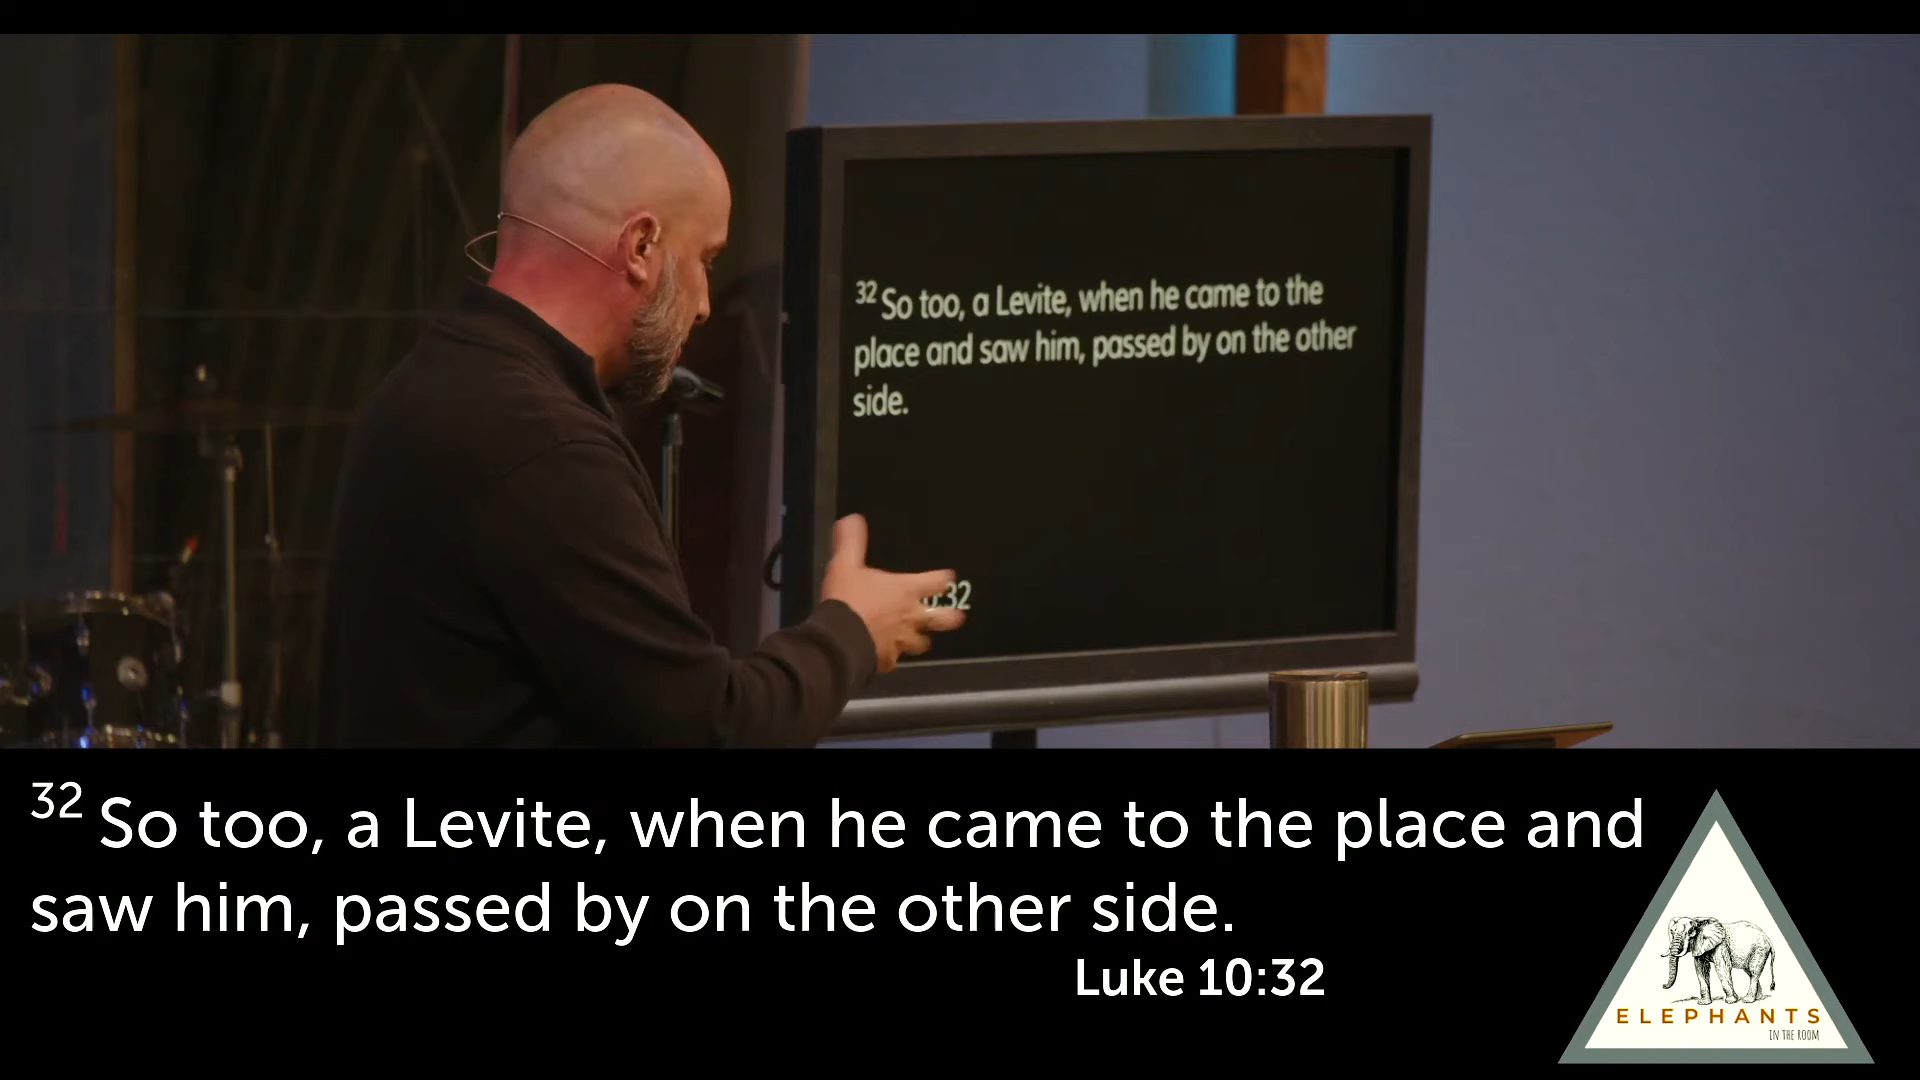 32 So too, a Levite, when he came to the
place and saw him, passed by on the other
side.
:32
32 So too, a Levite, when he came to the place and
saw him, passed by on the other side.
Luke 10:32
ELEPHANTS
IN THE ROOM